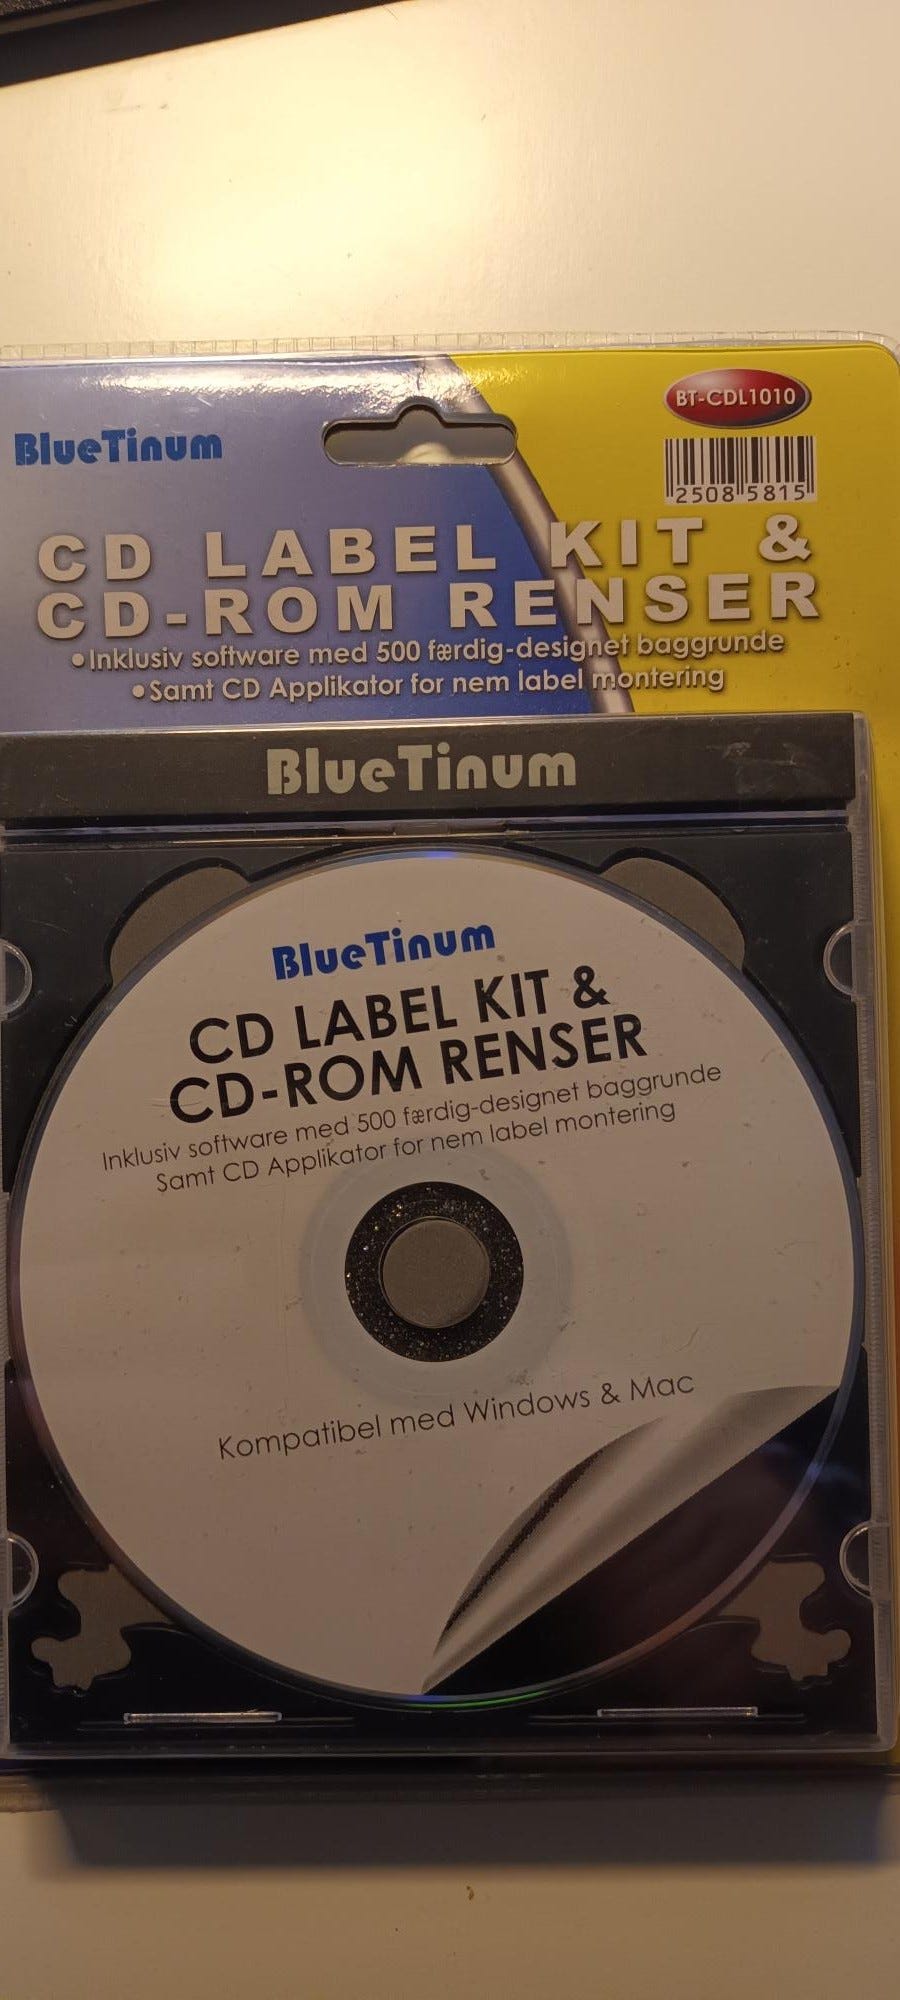 BT-CDL1010
BlueTinum
25085815
CD LABEL KIT &
CD-ROM RENSER
•Inklusiv software med 500 færdig-designet baggrunde
•Samt CD Applikator for nem label montering
BlueTinum
BlueTinum
CD LABEL KIT &
CD-ROM RENSER
Inklusiv software med 500 færdig-designet baggrunde
Samt CD Applikator for nem label montering
Kompatibel med Windows & Mac